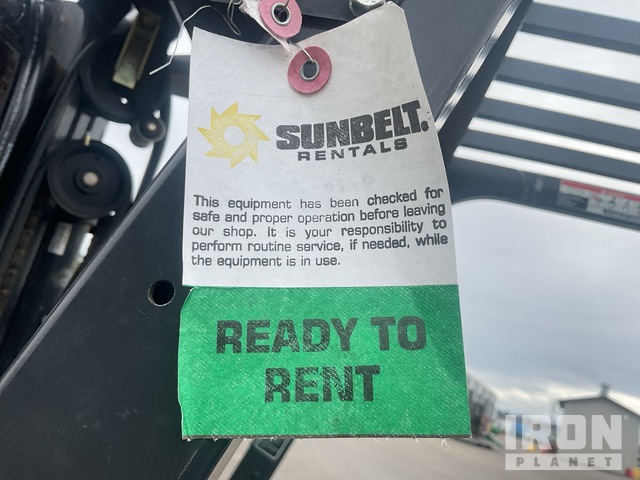 SUNBELT.
RENTALS
This equipment has been checked for
safe and proper operation before leaving
our shop. It is your responsibility to
perform routine service, if needed, while
the equipment is in use.
READY TO
RENT
IRON
PLANET